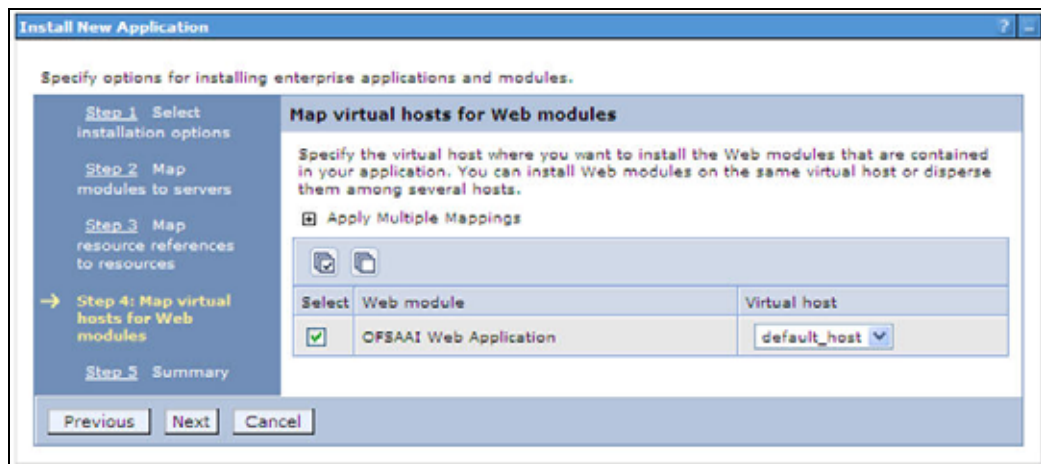 Install New Application
?
Specify options for installing enterprise applications and modules.
Step 1 Select
installation options
Step 2 Map
modules to servers
Step 3 Map
resource references
to resources
Step 4: Map virtual
hosts for Web
modules
Step 5 Summary
Map virtual hosts for Web modules
Specify the virtual host where you want to install the Web modules that are contained
in your application. You can install Web modules on the same virtual host or disperse
them among several hosts.
Apply Multiple Mappings
Select Web module Virtual host
OFSAAI Web Application default_host
Previous Next Cancel